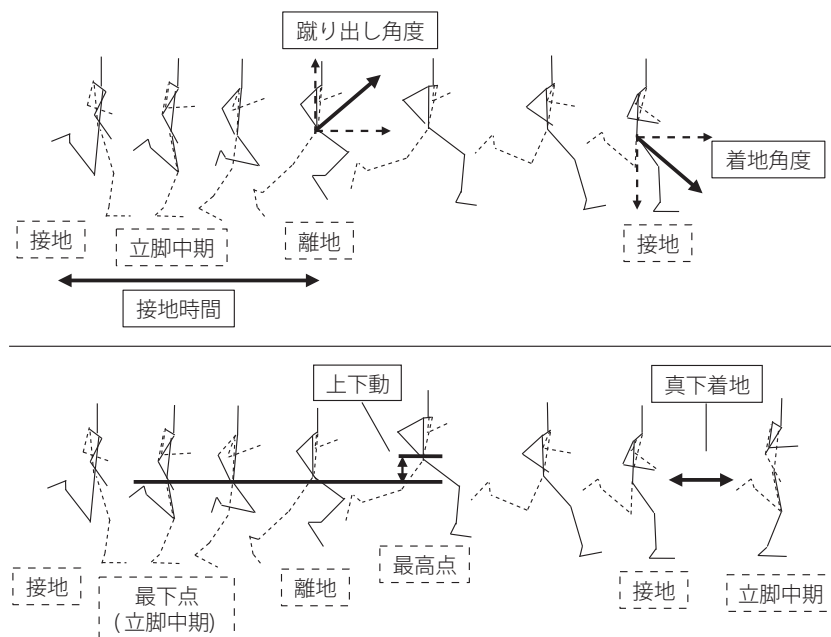 蹴り出し角度
着地角度
接地
立脚中期
離地
接地
接地時間
上下動
真下着地
接地
最下点
(立脚中期)
離地
最高点
接地
立脚中期